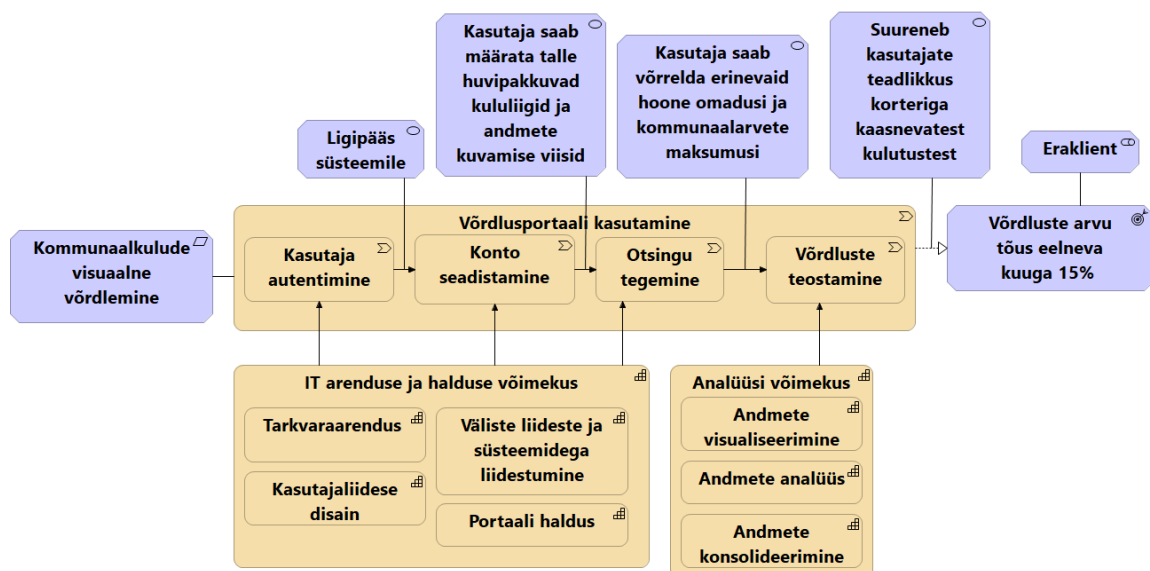 Kasutaja saab
määrata talle
huvipakkuvad
kululiigid ja
andmete
kuvamise viisid
Kasutaja saab
võrrelda erinevaid
hoone omadusi ja
kommunaalarvete
maksumusi
Suureneb
kasutajate
teadlikkus
korteriga
kaasnevatest
kulutustest
Ligipääs
süsteemile
Eraklient
Kommunaalkulude
visuaalne
võrdlemine
Võrdlusportaali kasutamine
Kasutaja
autentimine
Konto
seadistamine
Otsingu
tegemine
Võrdluste
teostamine
Võrdluste arvu
tõus eelneva
kuuga 15%
IT arenduse ja halduse võimekus
Tarkvaraarendus
Väliste liideste ja
süsteemidega
liidestumine
Kasutajaliidese
disain
Portaali haldus
Analüüsi võimekus
Andmete
visualiseerimine
Andmete analüüs
Andmete
konsolideerimine